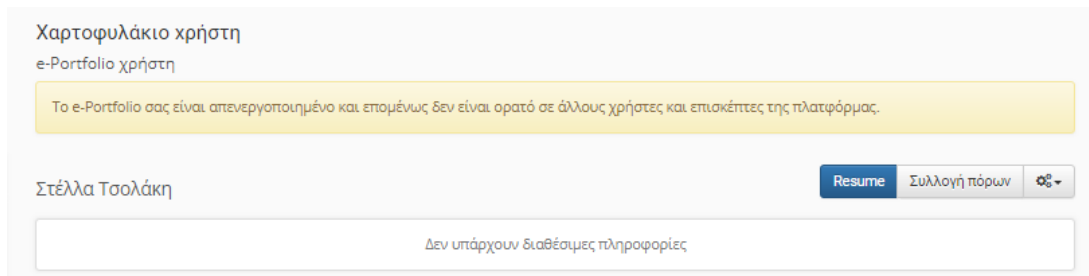 Χαρτοφυλάκιο χρήστη
e-Portfolio χρήστη
Το e-Portfolio σας είναι απενεργοποιημένο και επομένως δεν είναι ορατό σε άλλους χρήστες και επισκέπτες της πλατφόρμας.
Στέλλα Τσολάκη
Resume Συλλογή πόρων
Δεν υπάρχουν διαθέσιμες πληροφορίες